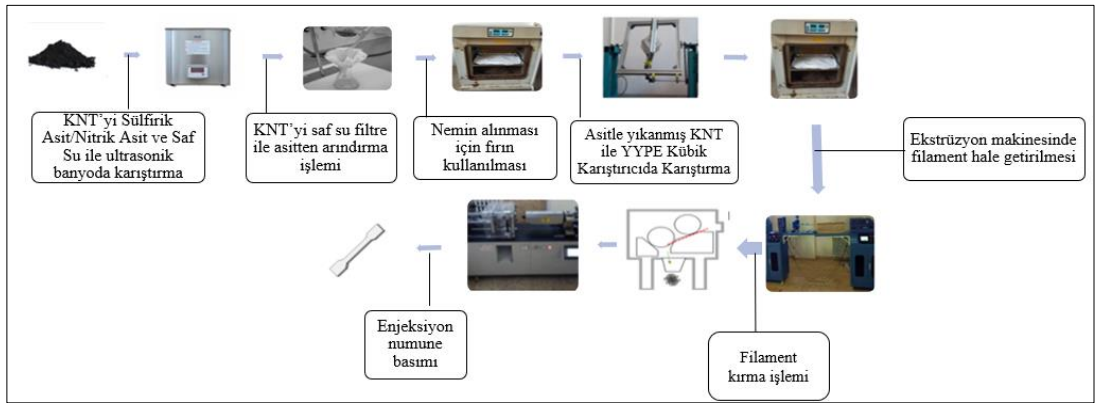 KNT'yi Sülfirik
Asit/Nitrik Asit ve Saf
Su ile ultrasonik
banyoda karıştırma
KNT'yi saf su filtre
ile asitten arındırma
işlemi
Nemin alınması
için fırın
kullanılması
Asitle yıkanmış KNT
ile YYPE Kübik
Karıştırıcıda Karıştırma
Ekstrüzyon makinesinde
filament hale getirilmesi
Enjeksiyon
numune
basımı
Filament
kırma işlemi